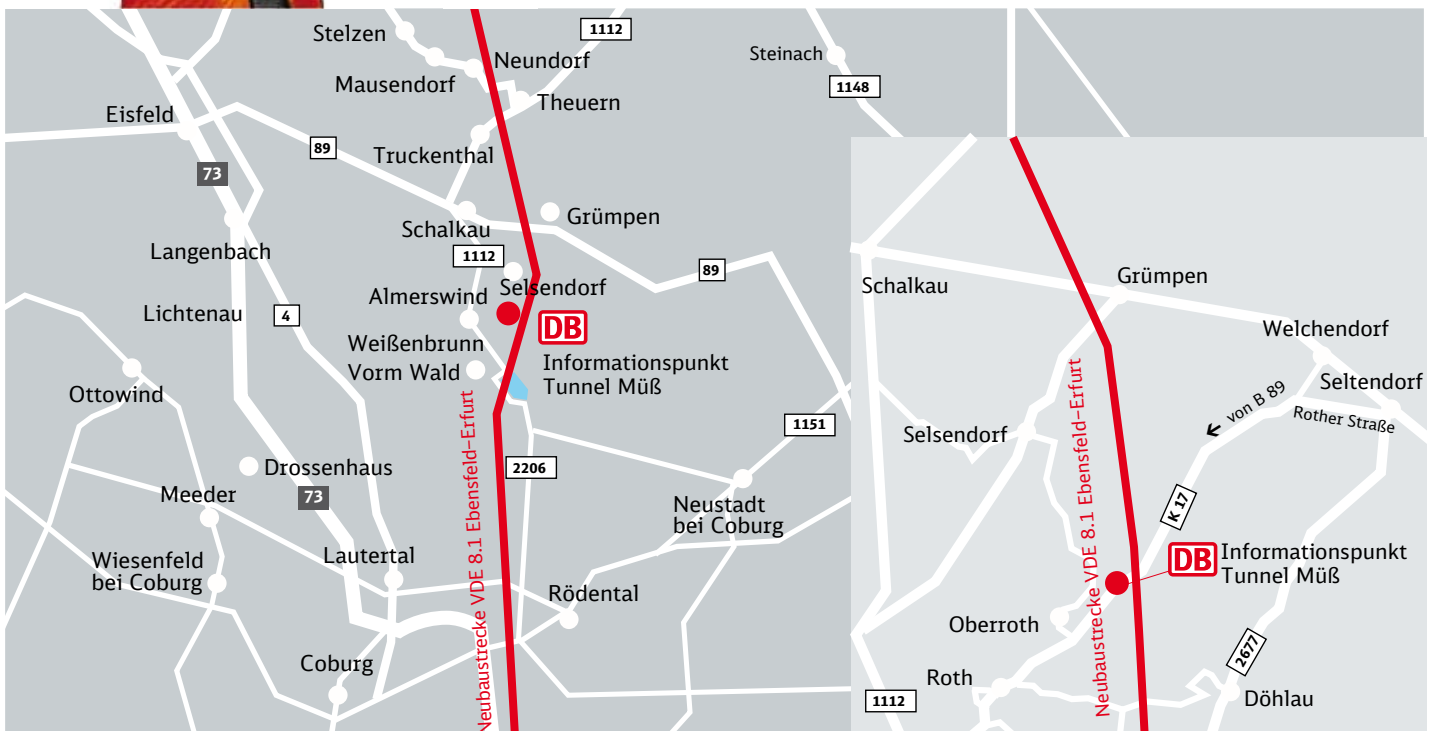 1112
Stelzen
Neundorf
Steinach
Mausendorf
1148
Theuern
Eisfeld
89
Truckenthal
73
Grümpen
Schalkau
1112
Langenbach
89
Selsendorf
Almerswind
Lichtenau
4
DB
Weißenbrunn
Vorm Wald
Informationspunkt
Tunnel Müß
Ottowind
1151
Drossenhaus
2206
Meeder
73
Neustadt
bei Coburg
Lautertal
Wiesenfeld
bei Coburg
Rödental
Coburg
Neubaustrecke VDE 8.1 Ebensfeld–Erfurt
Schalkau
Grümpen
Welchendorf
Seltendorf
von B 89
Rother Straße
Selsendorf
K 17
DB
Informationspunkt
Tunnel Müß
Oberroth
2677
Roth
Döhlau
1112
Neubaustrecke VDE 8.1 Ebensfeld–Erfurt